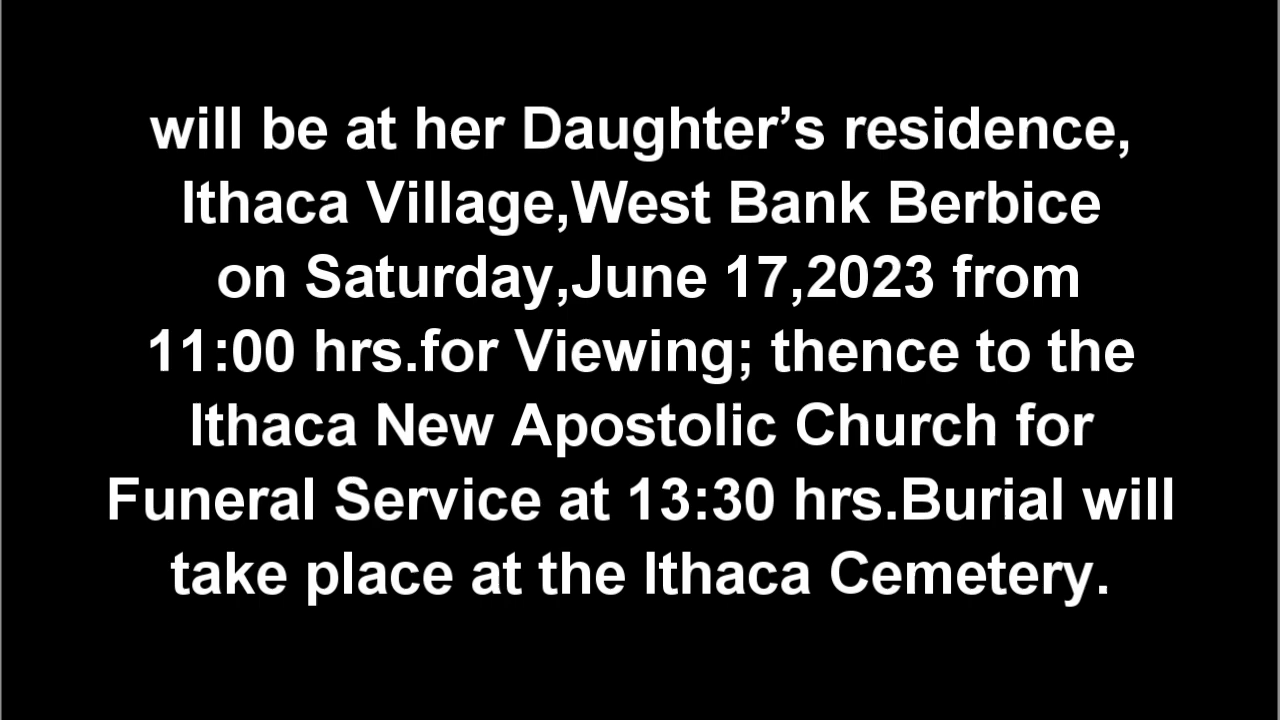 will be at her Daughter’s residence,
Ithaca Village,West Bank Berbice
on Saturday,June 17,2023 from
11:00 hrs.for Viewing; thence to the
Ithaca New Apostolic Church for
Funeral Service at 13:30 hrs.Burial will
take place at the Ithaca Cemetery.